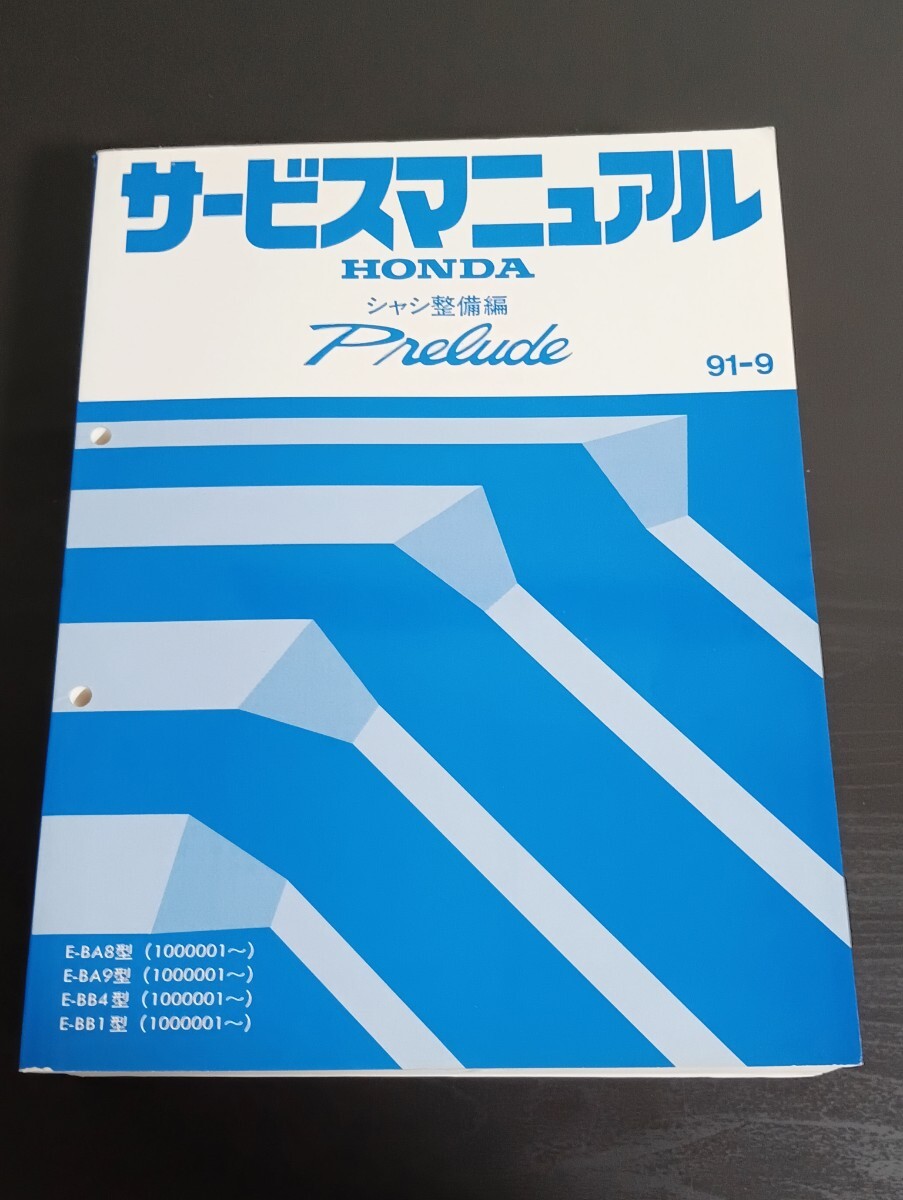 サービスマニュアル
HONDA
シャシ整備編
Prelude
91-9
E-BA8型 (1000001〜)
E-BA9型 (1000001〜)
E-BB4型 (1000001〜)
E-BB1型 (1000001〜)